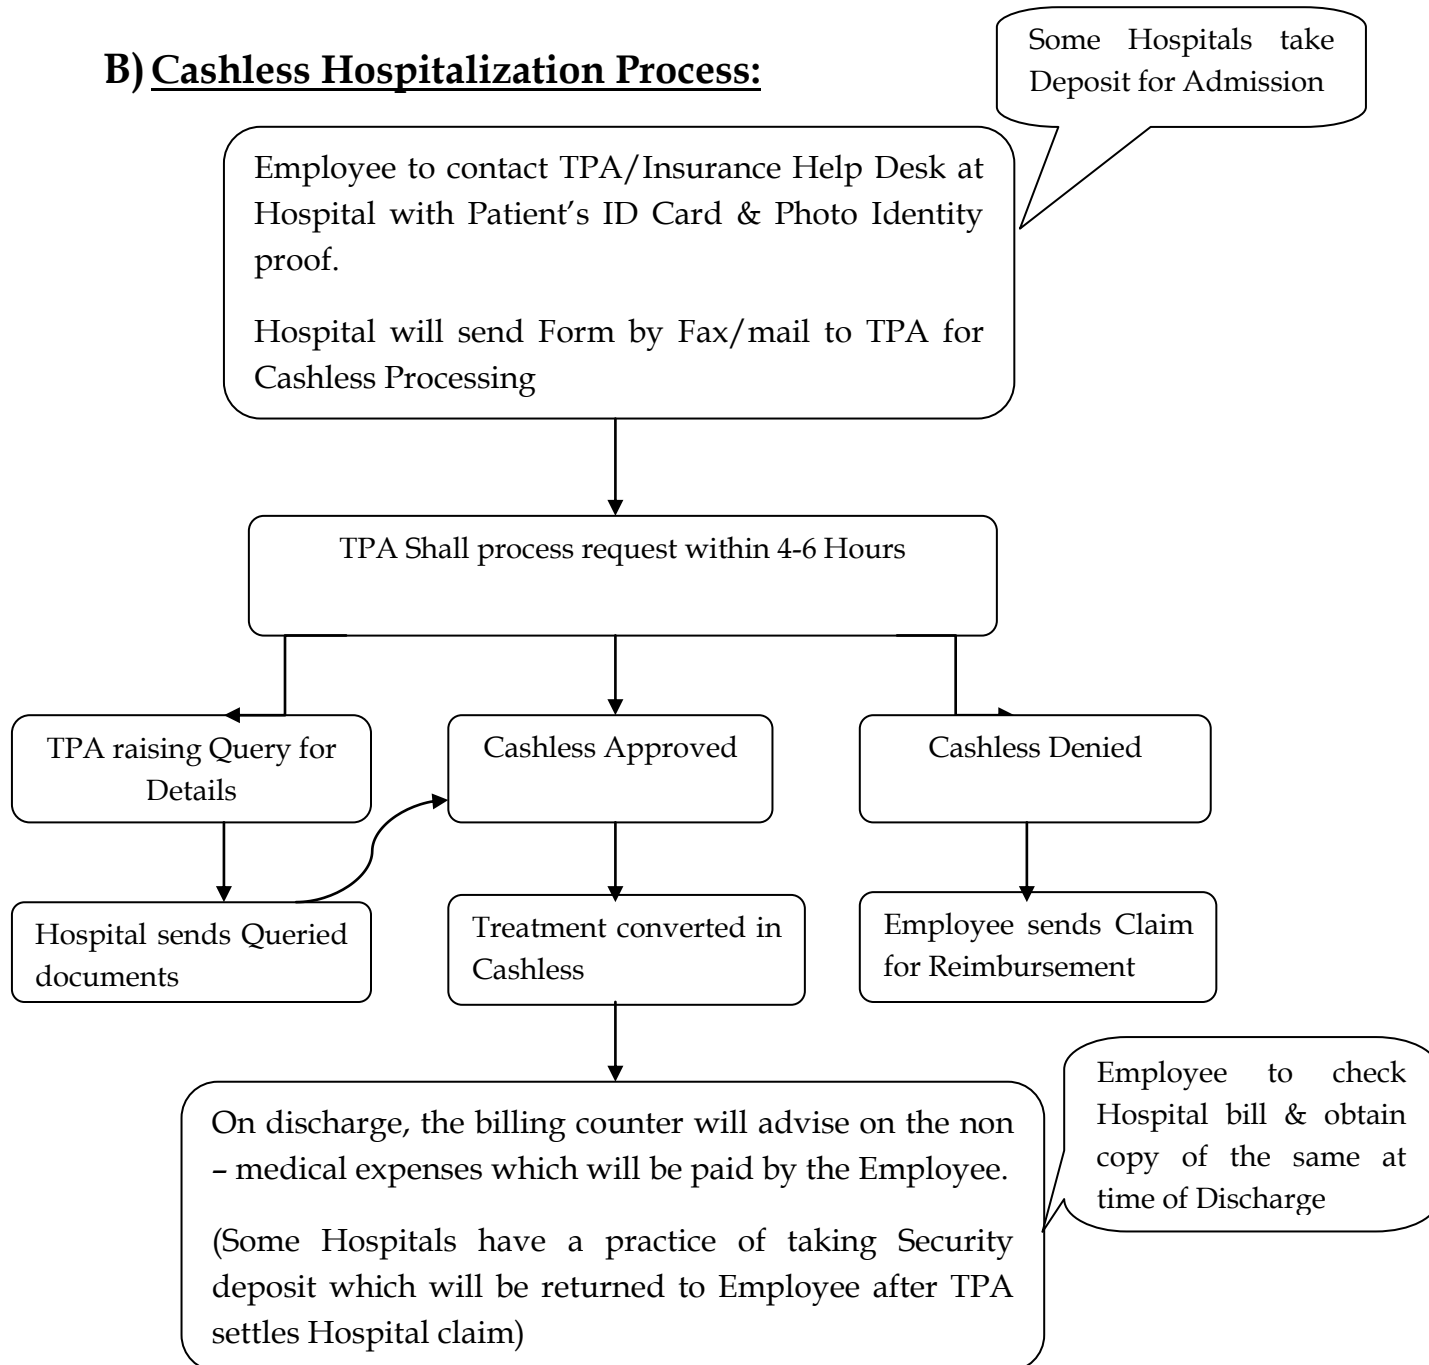 B) Cashless Hospitalization Process:
Some Hospitals take
Deposit for Admission
Employee to contact TPA/Insurance Help Desk at
Hospital with Patient’s ID Card & Photo Identity
proof.
Hospital will send Form by Fax/mail to TPA for
Cashless Processing
TPA Shall process request within 4-6 Hours
TPA raising Query for
Details
Cashless Approved
Cashless Denied
Hospital sends Queried
documents
Treatment converted in
Cashless
Employee sends Claim
for Reimbursement
On discharge, the billing counter will advise on the non
– medical expenses which will be paid by the Employee.
(Some Hospitals have a practice of taking Security
deposit which will be returned to Employee after TPA
settles Hospital claim)
Employee to check
Hospital bill & obtain
copy of the same at
time of Discharge